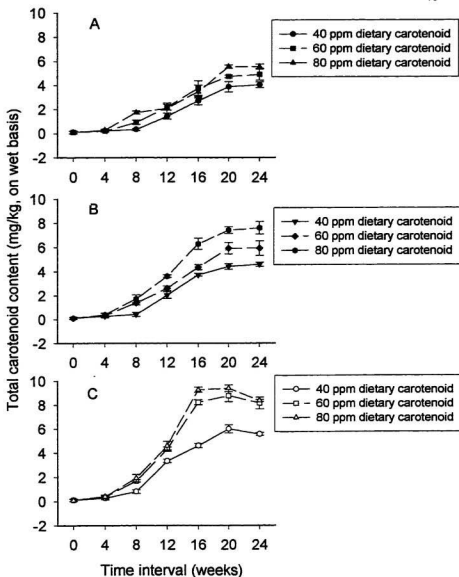 A
10
8
6
4
2
0
-2
0 4 8 12 16 20 24
40 ppm dietary carotenoid
60 ppm dietary carotenoid
80 ppm dietary carotenoid
Total carotenoid content (mg/kg, on wet basis)
B
10
8
6
4
2
0
-2
0 4 8 12 16 20 24
40 ppm dietary carotenoid
60 ppm dietary carotenoid
80 ppm dietary carotenoid
C
10
8
6
4
2
0
-2
0 4 8 12 16 20 24
40 ppm dietary carotenoid
60 ppm dietary carotenoid
80 ppm dietary carotenoid
Time interval (weeks)